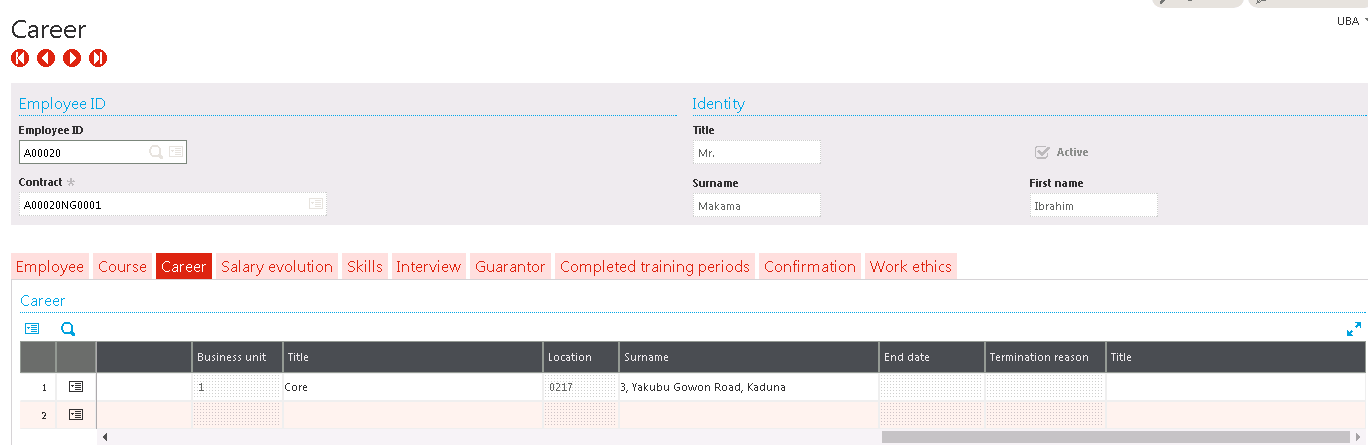 Career
UBA
Employee ID
Identity
Employee ID
Title
A00020
Mr.
Active
Contract *
Surname
First name
A00020NG0001
Makama
Ibrahim
Employee Course Career Salary evolution Skills Interview Guarantor Completed training periods Confirmation Work ethics
Career
Business unit Title Location Surname End date Termination reason Title
1 1 Core 0217 3, Yakubu Gowon Road, Kaduna
2